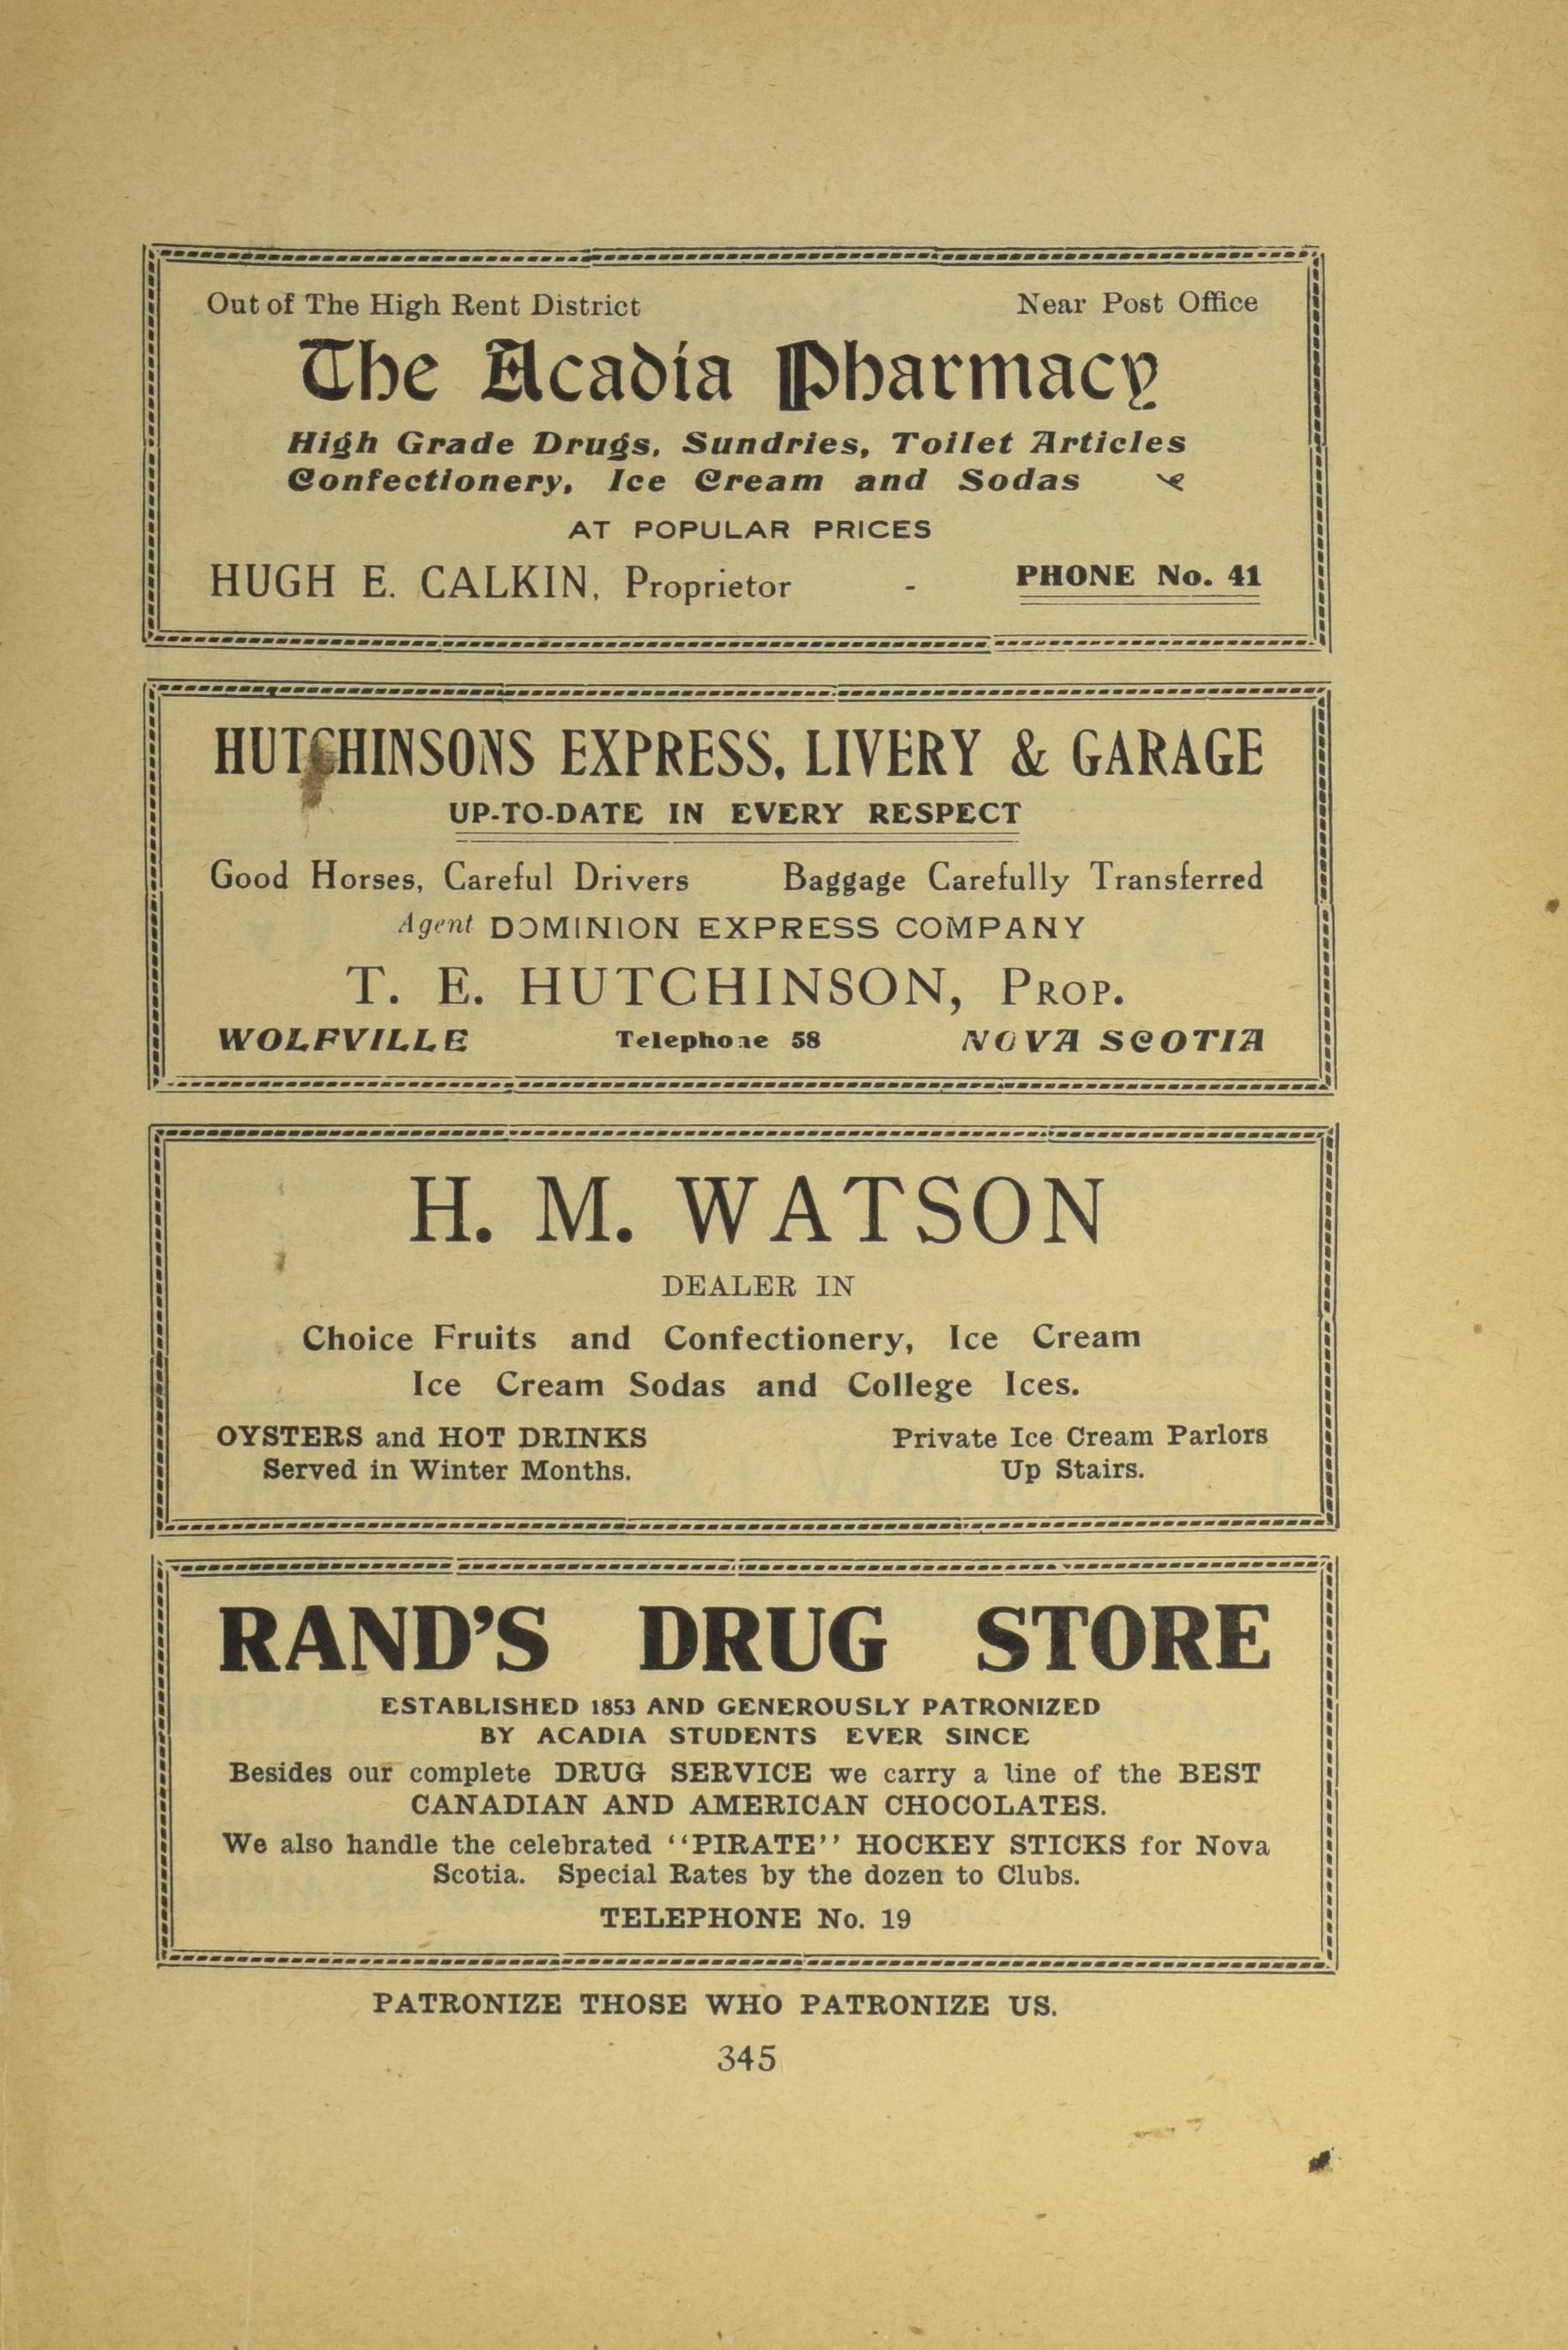 Out of The High Rent District Near Post Office
The Acadia Pharmacy
High Grade Drugs, Sundries, Toilet Articles
Confectionery, Ice Cream and Sodas
AT POPULAR PRICES
HUGH E. CALKIN, Proprietor - PHONE No. 41
HUTCHINSONS EXPRESS, LIVERY & GARAGE
UP-TO-DATE IN EVERY RESPECT
Good Horses, Careful Drivers Baggage Carefully Transferred
Agent DOMINION EXPRESS COMPANY
T. E. HUTCHINSON, PROP.
WOLFVILLE Telephone 58 NOVA SCOTIA
H. M. WATSON
DEALER IN
Choice Fruits and Confectionery, Ice Cream
Ice Cream Sodas and College Ices.
OYSTERS and HOT DRINKS Private Ice Cream Parlors
Served in Winter Months. Up Stairs.
RAND'S DRUG STORE
ESTABLISHED 1853 AND GENEROUSLY PATRONIZED
BY ACADIA STUDENTS EVER SINCE
Besides our complete DRUG SERVICE we carry a line of the BEST
CANADIAN AND AMERICAN CHOCOLATES.
We also handle the celebrated ''PIRATE'' HOCKEY STICKS for Nova
Scotia. Special Rates by the dozen to Clubs.
TELEPHONE No. 19
PATRONIZE THOSE WHO PATRONIZE US.
345